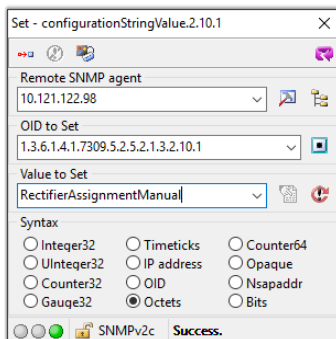 Set - configurationStringValue.2.10.1
Remote SNMP agent
10.121.122.98
OID to Set
1.3.6.1.4.1.7309.5.2.5.2.1.3.2.10.1
Value to Set
RectifierAssignmentManual
Syntax
Integer32 Timeticks Counter64
UInteger32 IP address Opaque
Counter32 OID Nsapaddr
Gauge32 Octets Bits
SNMPv2c Success.